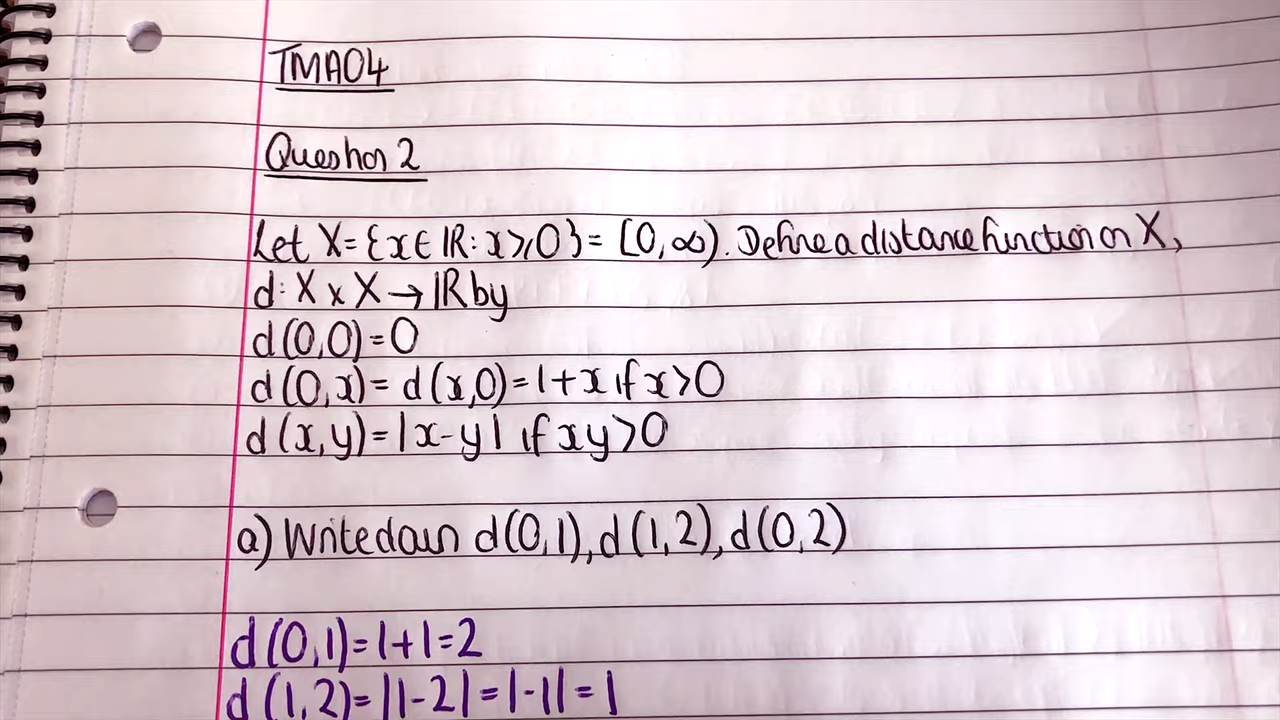 TMA04
Question 2
Let X={x∈ℝ: x≥0}=[0,∞). Define a distance function on X,
d: X × X → ℝ by
d(0,0)=0
d(0,x)=d(x,0)=1+x if x>0
d(x,y)=|x-y| if xy>0
a) Write down d(0,1), d(1,2), d(0,2)
d(0,1)=1+1=2
d(1,2)=|1-2|=|-1|=1